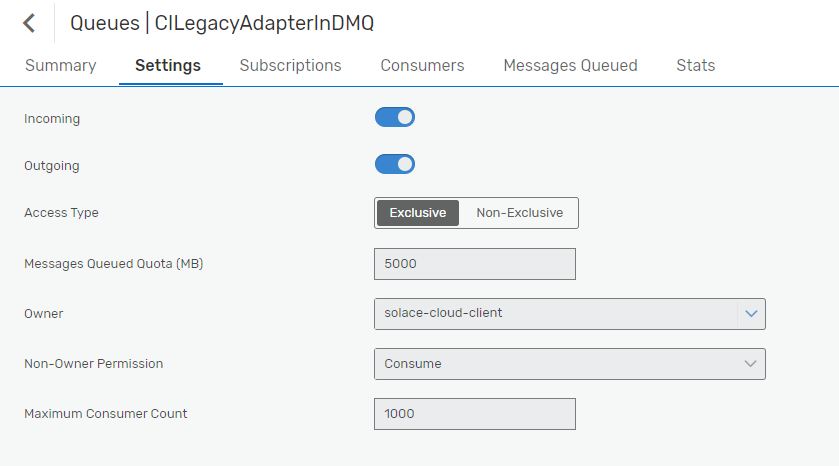 Queues | CILegacyAdapterInDMQ
Summary Settings Subscriptions Consumers Messages Queued Stats
Incoming
Outgoing
Access Type Exclusive Non-Exclusive
Messages Queued Quota (MB) 5000
Owner solace-cloud-client
Non-Owner Permission Consume
Maximum Consumer Count 1000